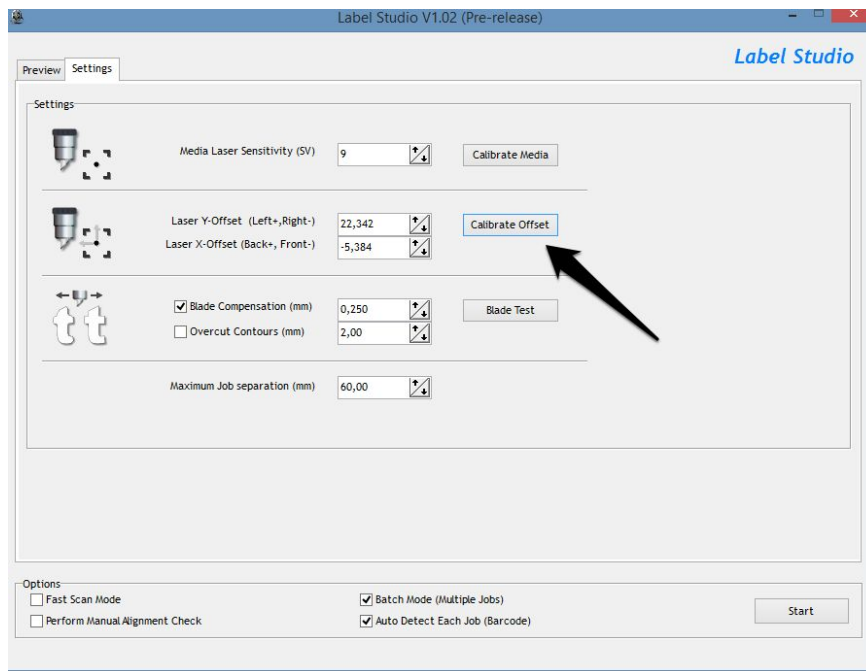 Label Studio V1.02 (Pre-release)
Label Studio
Preview Settings
Settings
Media Laser Sensitivity (SV) 9 Calibrate Media
Laser Y-Offset (Left+,Right-) 22,342 Calibrate Offset
Laser X-Offset (Back+, Front-) -5,384
Blade Compensation (mm) 0,250 Blade Test
Overcut Contours (mm) 2,00
t t
Maximum Job separation (mm) 60,00
Options
Fast Scan Mode Batch Mode (Multiple Jobs)
Perform Manual Alignment Check Auto Detect Each Job (Barcode)
Start